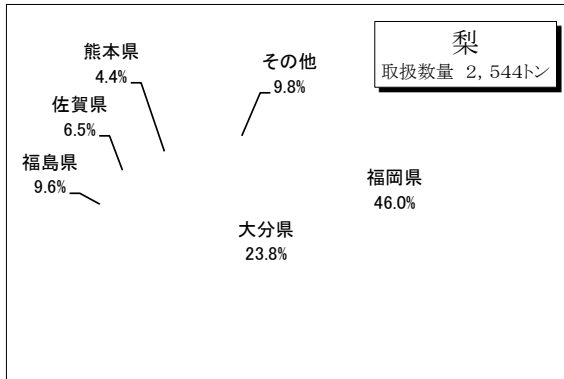 梨
取扱数量 2,544トン
熊本県
4.4%
その他
9.8%
佐賀県
6.5%
福島県
9.6%
福岡県
46.0%
大分県
23.8%